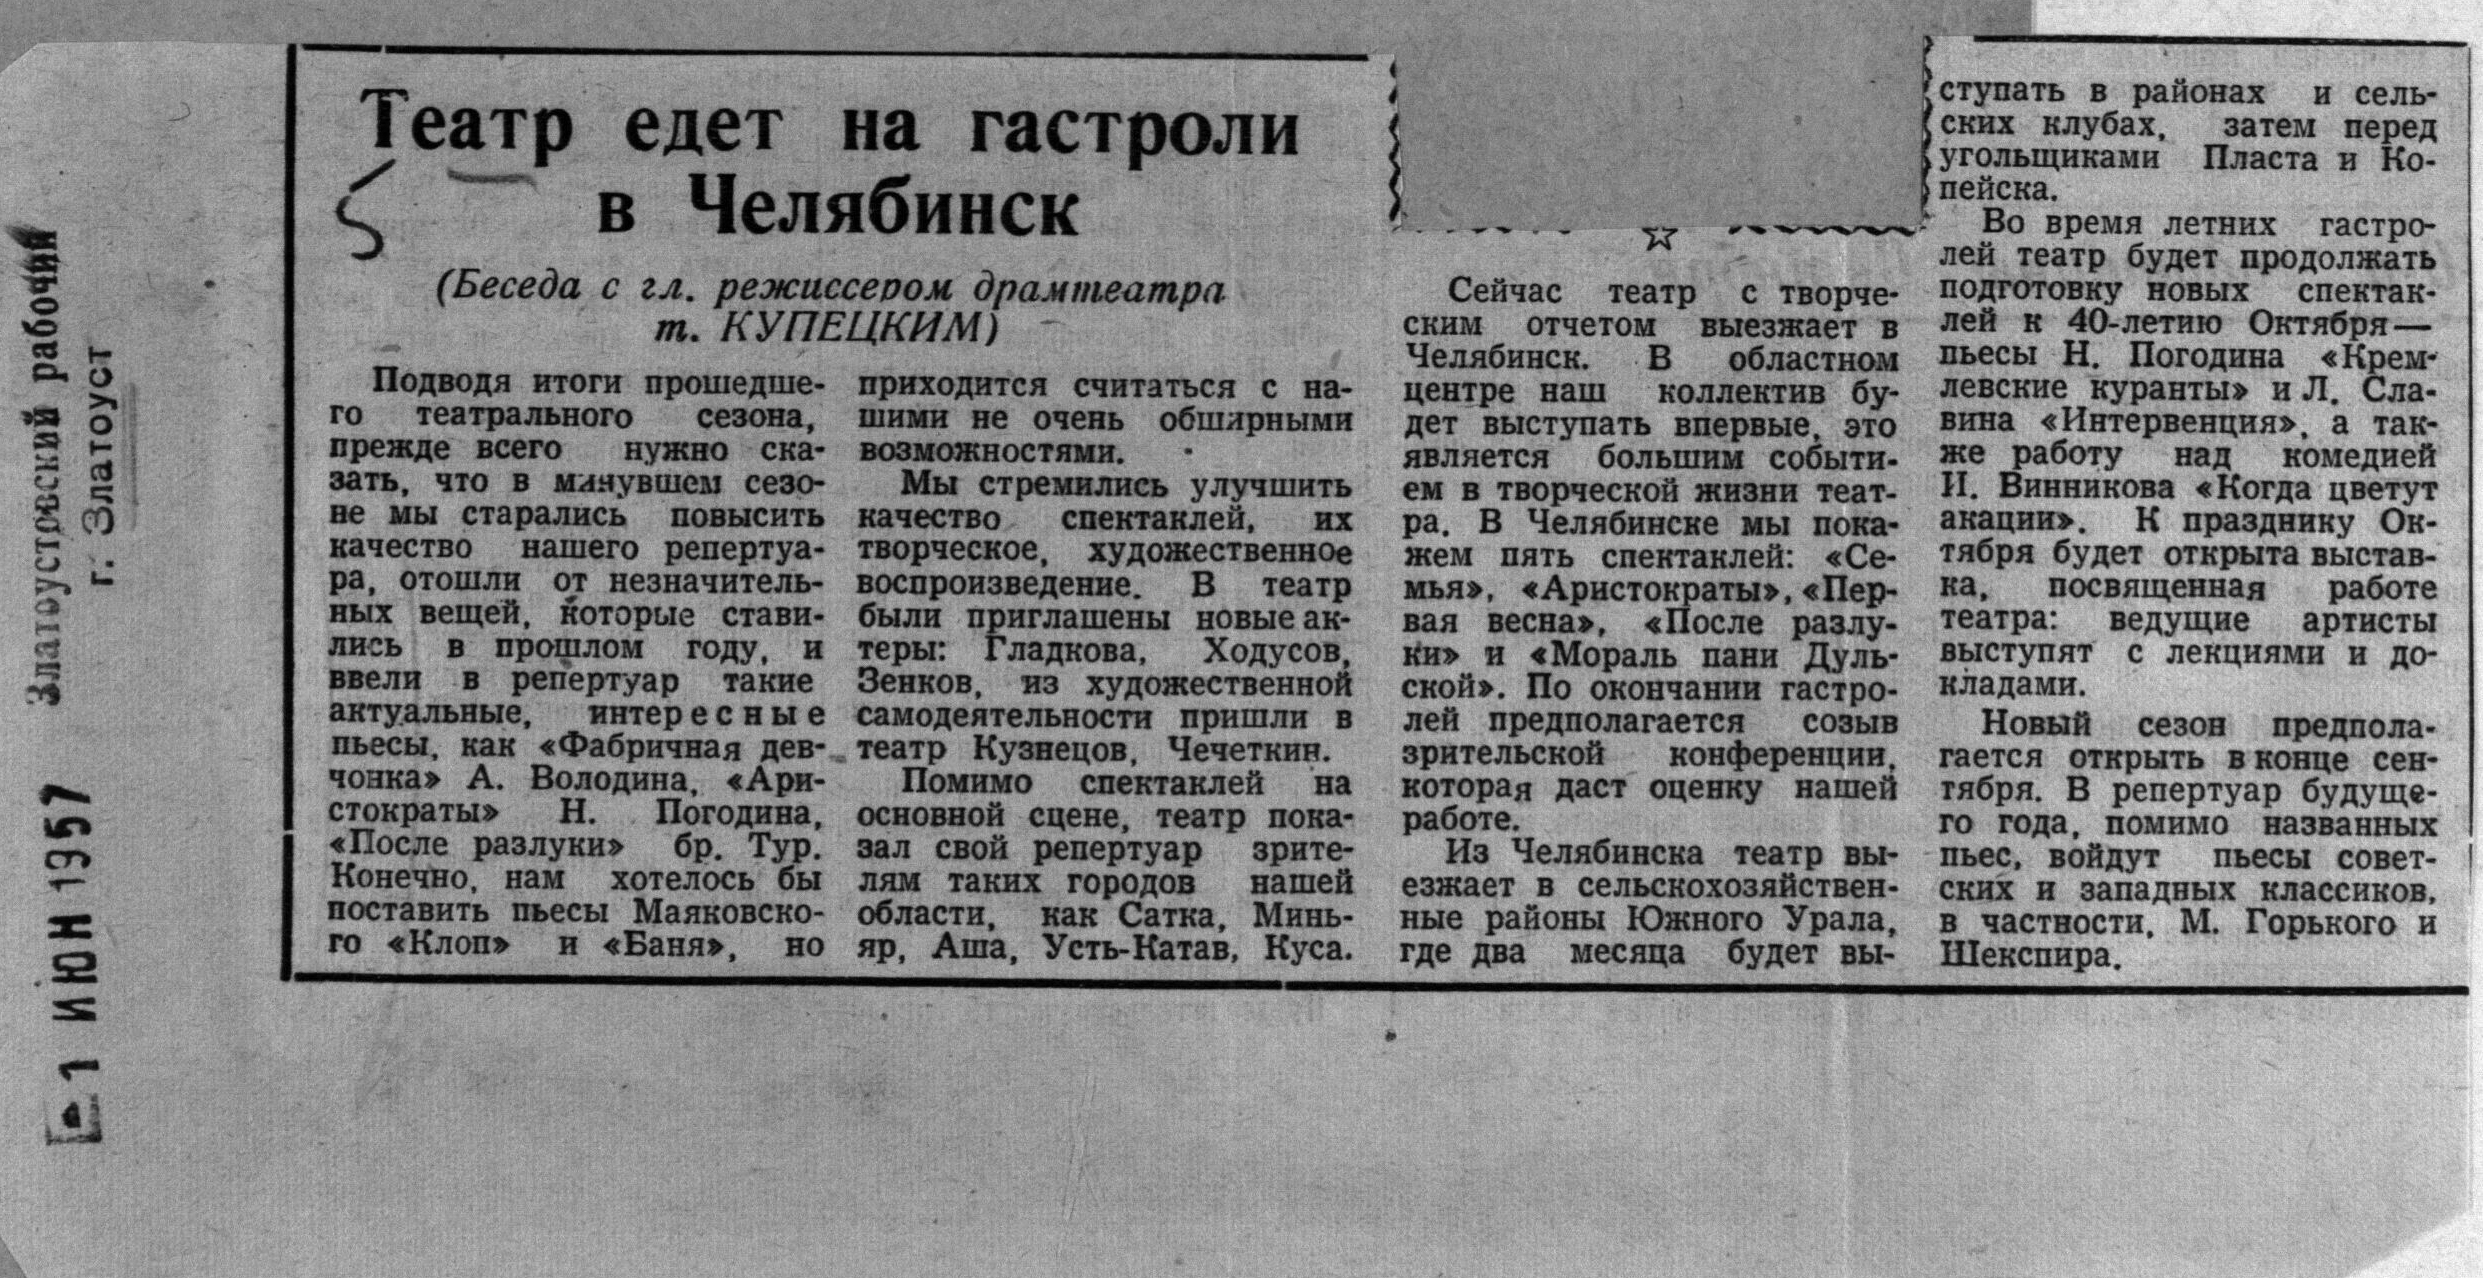 Златоустовский рабочий
г. Златоуст
1 ИЮН 1957
Театр едет на гастроли
в Челябинск
(Беседа с гл. режиссером драмтеатра
т. КУПЕЦКИМ)
Подводя итоги прошедше-
го театрального сезона,
прежде всего нужно ска-
зать, что в минувшем сезо-
не мы старались повысить
качество нашего репертуа-
ра, отошли от незначитель-
ных вещей, которые стави-
лись в прошлом году, и
ввели в репертуар такие
актуальные, интересные
пьесы, как «Фабричная дев-
чонка» А. Володина, «Ари-
стократы» Н. Погодина,
«После разлуки» бр. Тур.
Конечно, нам хотелось бы
поставить пьесы Маяковско-
го «Клоп» и «Баня», но
приходится считаться с на-
шими не очень обширными
возможностями.
Мы стремились улучшить
качество спектаклей, их
творческое, художественное
воспроизведение. В театр
были приглашены новые ак-
теры: Гладкова, Ходусов,
Зенков, из художественной
самодеятельности пришли в
театр Кузнецов, Чечеткин.
Помимо спектаклей на
основной сцене, театр пока-
зал свой репертуар зрите-
лям таких городов нашей
области, как Сатка, Минь-
яр, Аша, Усть-Катав, Куса.
Сейчас театр с творче-
ским отчетом выезжает в
Челябинск. В областном
центре наш коллектив бу-
дет выступать впервые, это
является большим событи-
ем в творческой жизни теат-
ра. В Челябинске мы пока-
жем пять спектаклей: «Се-
мья», «Аристократы», «Пер-
вая весна», «После разлу-
ки» и «Мораль пани Дуль-
ской». По окончании гастро-
лей предполагается созыв
зрительской конференции,
которая даст оценку нашей
работе.
Из Челябинска театр вы-
езжает в сельскохозяйствен-
ные районы Южного Урала,
где два месяца будет вы-
ступать в районах и сель-
ских клубах, затем перед
угольщиками Пласта и Ко-
пейска.
Во время летних гастро-
лей театр будет продолжать
подготовку новых спектак-
лей к 40-летию Октября —
пьесы Н. Погодина «Крем-
левские куранты» и Л. Сла-
вина «Интервенция», а так-
же работу над комедией
И. Винникова «Когда цветут
акации». К празднику Ок-
тября будет открыта выстав-
ка, посвященная работе
театра: ведущие артисты
выступят с лекциями и до-
кладами.
Новый сезон предпола-
гается открыть в конце сен-
тября. В репертуар будуще-
го года, помимо названных
пьес, войдут пьесы совет-
ских и западных классиков,
в частности, М. Горького и
Шекспира.